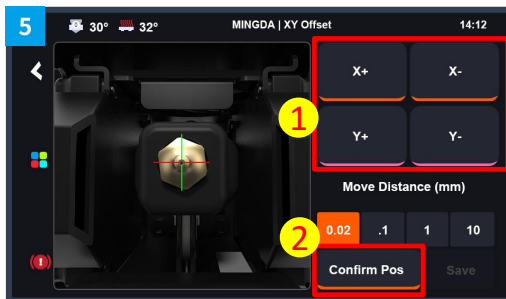 5
30° 32° MINGDA | XY Offset 14:12
X+ X-
1
Y+ Y-
Move Distance (mm)
0.02 .1 1 10
2
Confirm Pos Save